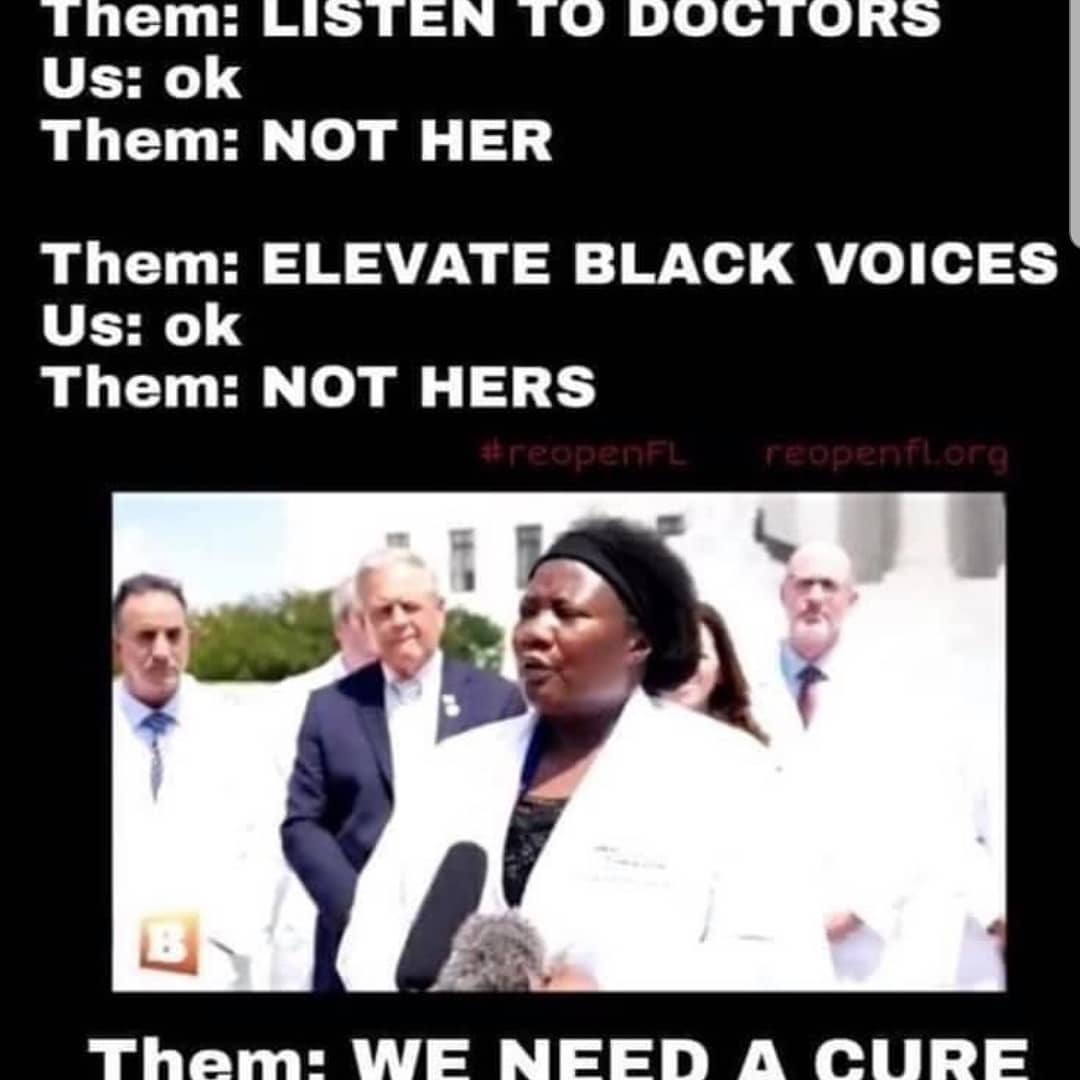 Them: LISTEN TO DOCTORS
Us: ok
Them: NOT HER
Them: ELEVATE BLACK VOICES
Us: ok
Them: NOT HERS
#reopenFL reopenfl.org
B
Them: WE NEED A CURE